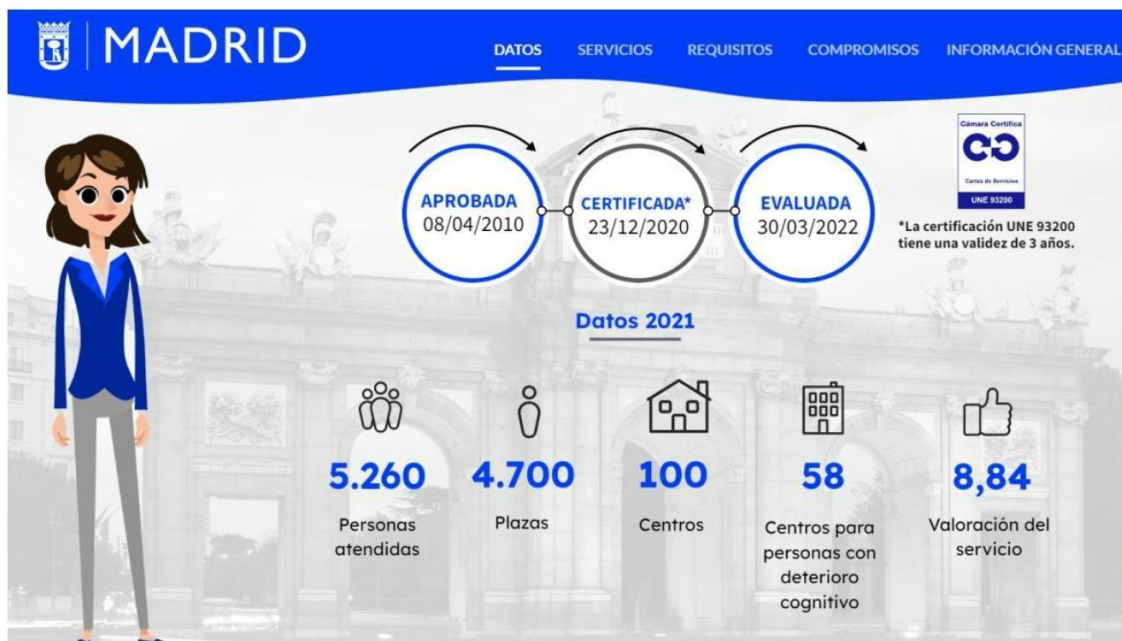 MADRID
DATOS SERVICIOS REQUISITOS COMPROMISOS INFORMACIÓN GENERAL
APROBADA
08/04/2010
CERTIFICADA*
23/12/2020
EVALUADA
30/03/2022
Cámara Certifica
Cartas de Servicios
UNE 93200
*La certificación UNE 93200
tiene una validez de 3 años.
Datos 2021
5.260
Personas
atendidas
4.700
Plazas
100
Centros
58
Centros para
personas con
deterioro
cognitivo
8,84
Valoración del
servicio